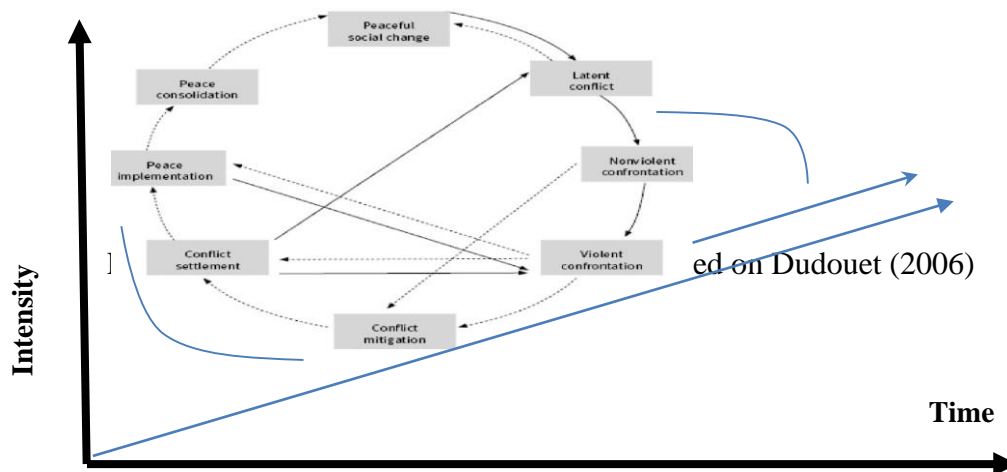 Peaceful
social change
Latent
conflict
Peace
consolidation
Nonviolent
confrontation
Peace
implementation
Conflict
settlement
Violent
confrontation
ed on Dudouet (2006)
Conflict
mitigation
Intensity
Time